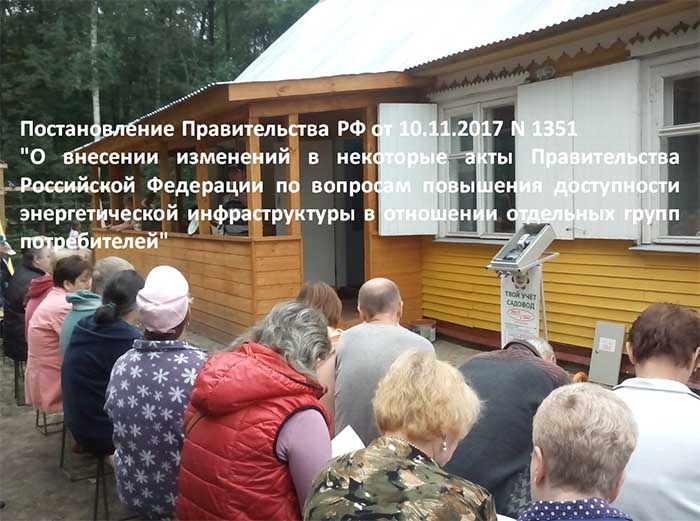 Постановление Правительства РФ от 10.11.2017 N 1351
"О внесении изменений в некоторые акты Правительства
Российской Федерации по вопросам повышения доступности
энергетической инфраструктуры в отношении отдельных групп
потребителей"
ТВОЙ УЧЕТ
САДОВОД